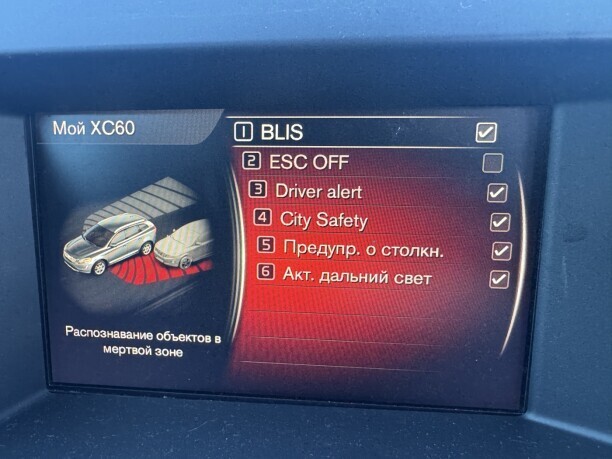 Мой XC60
1 BLIS
2 ESC OFF
3 Driver alert
4 City Safety
5 Предупр. о столкн.
6 Акт. дальний свет
Распознавание объектов в
мертвой зоне